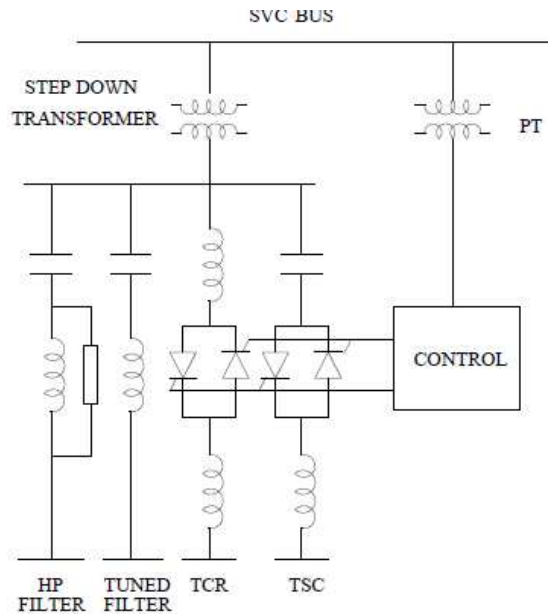 SVC BUS
STEP DOWN
TRANSFORMER
PT
CONTROL
HP
FILTER
TUNED
FILTER
TCR
TSC